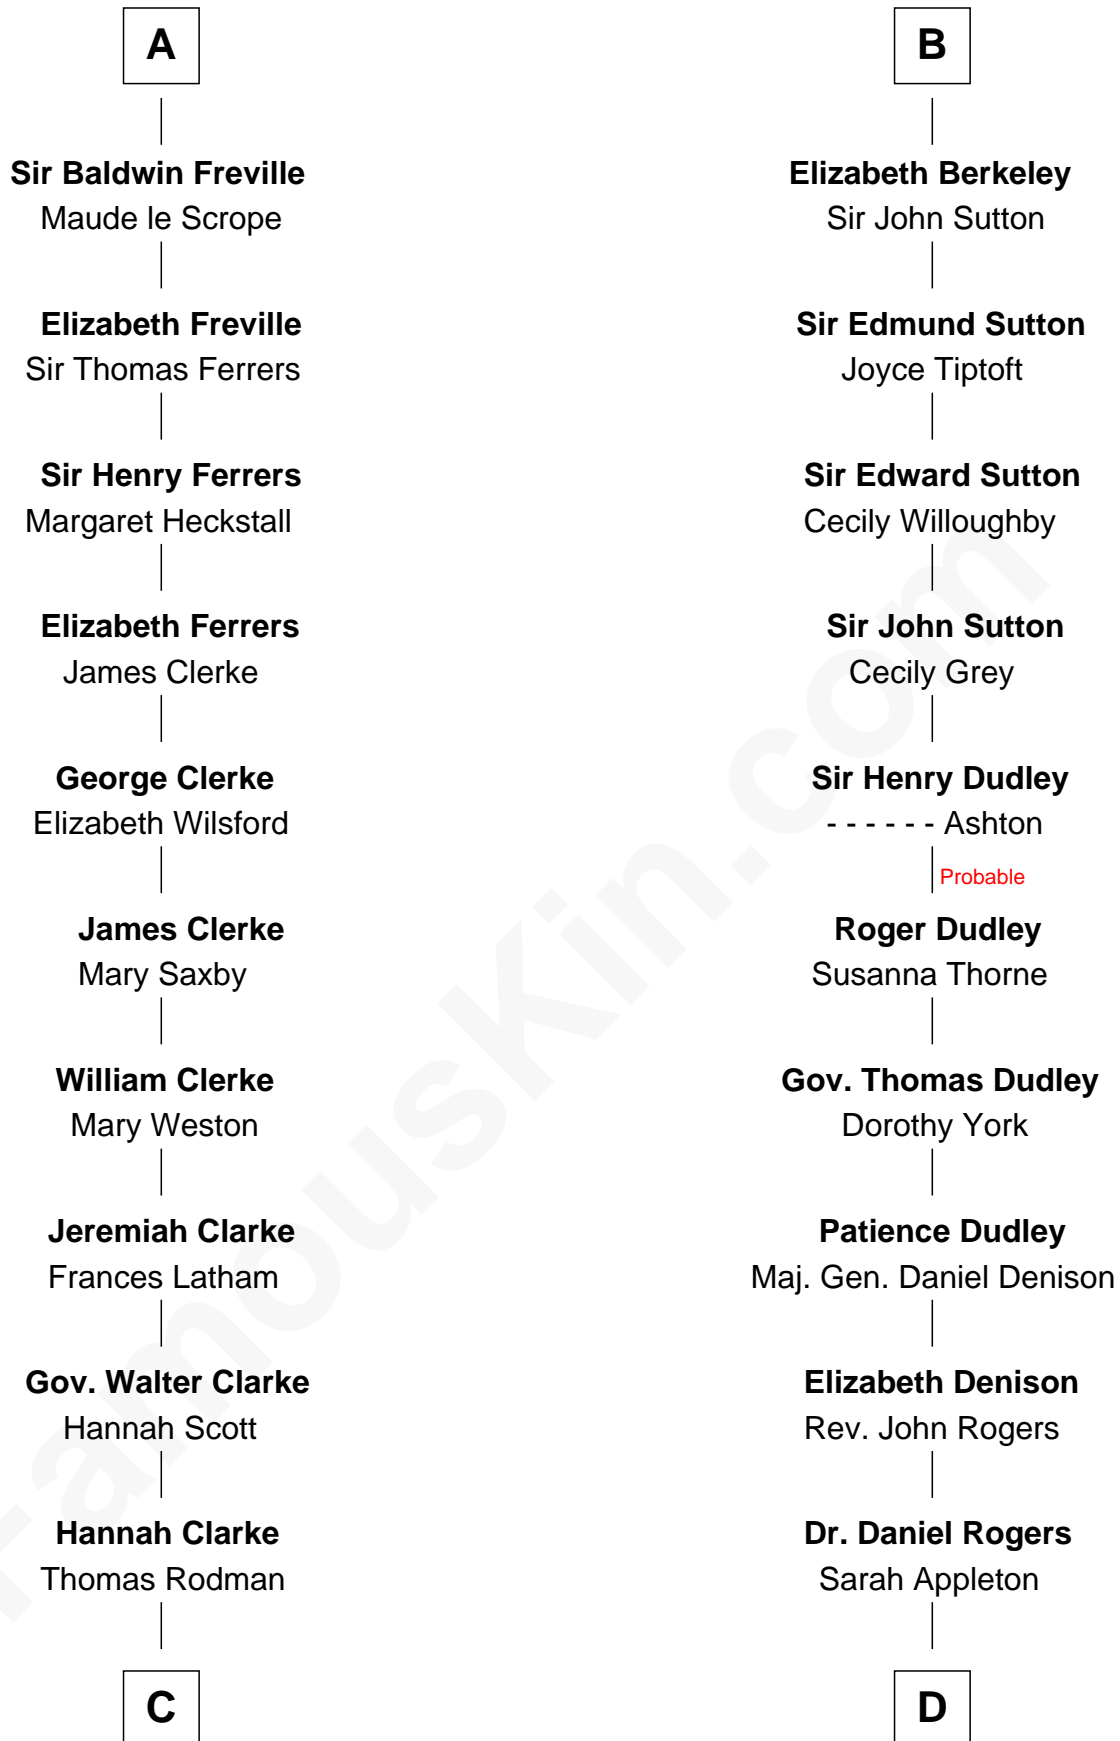 A
Sir Baldwin Freville
Maude le Scrope
Elizabeth Freville
Sir Thomas Ferrers
Sir Henry Ferrers
Margaret Heckstall
Elizabeth Ferrers
James Clerke
George Clerke
Elizabeth Wilsford
James Clerke
Mary Saxby
William Clerke
Mary Weston
Jeremiah Clarke
Frances Latham
Gov. Walter Clarke
Hannah Scott
Hannah Clarke
Thomas Rodman
C
B
Elizabeth Berkeley
Sir John Sutton
Sir Edmund Sutton
Joyce Tiptoft
Sir Edward Sutton
Cecily Willoughby
Sir John Sutton
Cecily Grey
Sir Henry Dudley
- - - - - - Ashton
Probable
Roger Dudley
Susanna Thorne
Gov. Thomas Dudley
Dorothy York
Patience Dudley
Maj. Gen. Daniel Denison
Elizabeth Denison
Rev. John Rogers
Dr. Daniel Rogers
Sarah Appleton
D
FamousKin.com